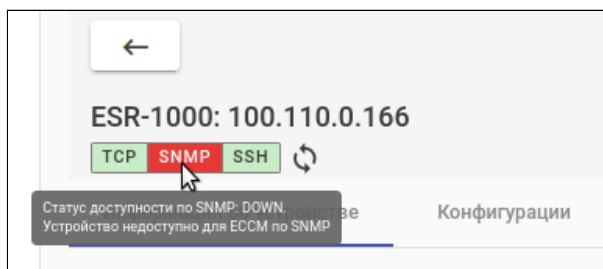 ESR-1000: 100.110.0.166
TCP SNMP SSH
Статус доступности по SNMP: DOWN.
Устройство недоступно для ECCM по SNMP
Конфигурации